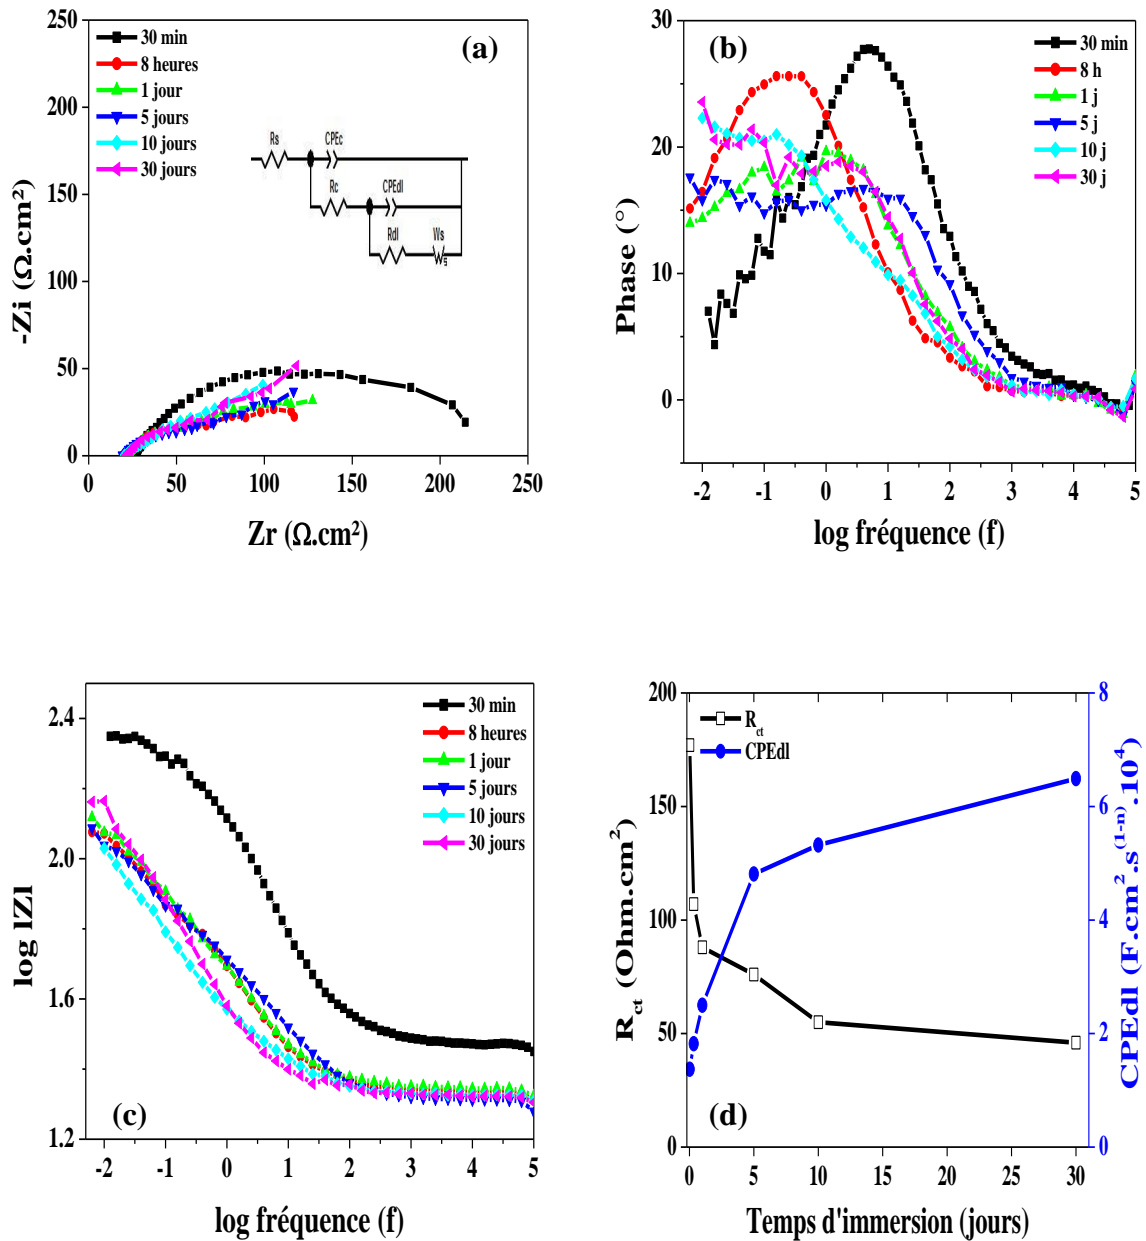 (a)
250
200
150
100
50
0
-Zi (Ω.cm²)
30 min
8 heures
1 jour
5 jours
10 jours
30 jours
Rs
CPEc
Rc
CPEdl
Rdl
Ws
0 50 100 150 200 250
Zr (Ω.cm²)
(b)
30
20
10
0
Phase (°)
30 min
8 h
1 j
5 j
10 j
30 j
-2 -1 0 1 2 3 4 5
log fréquence (f)
(c)
2.4
2.0
1.6
1.2
log IZI
30 min
8 heures
1 jour
5 jours
10 jours
30 jours
-2 -1 0 1 2 3 4 5
log fréquence (f)
(d)
200
150
100
50
0
R_ct (Ohm.cm²)
R_ct
CPEdl
8
6
4
2
0
CPEdl (F.cm².s^(1-n).10⁴)
0 5 10 15 20 25 30
Temps d'immersion (jours)